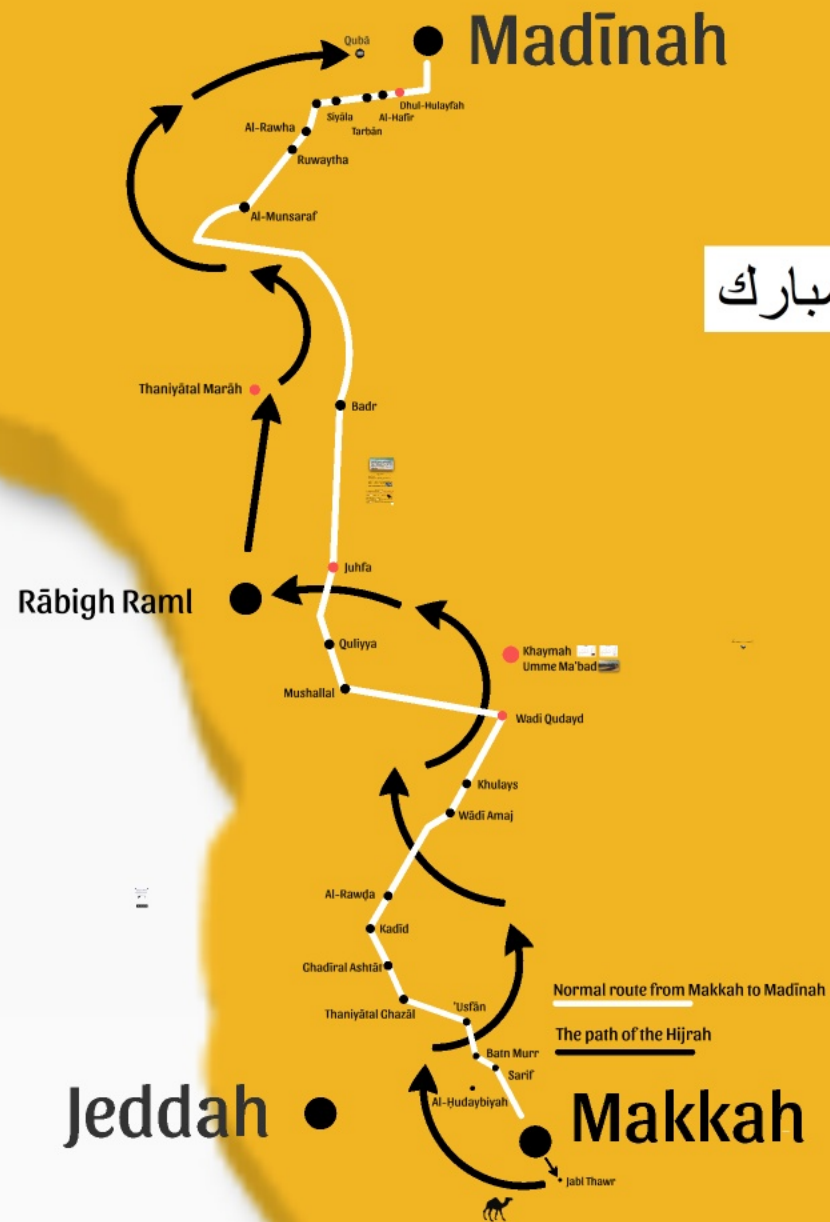 Madīnah
Qubā
Dhul-Hulayfah
Al-Hafīr
Tarbān
Siyāla
Al-Rawha
Ruwaytha
Al-Munsaraf
Thaniyātal Marāh
Badr
Juhfa
Rābigh Raml
Quliyya
Khaymah
Umme Ma'bad
Mushallal
Wadi Qudayd
Khulays
Wādī Amaj
Al-Rawḍa
Kadīd
Ghadīral Ashtāt
Thaniyātal Ghazāl
'Usfān
Normal route from Makkah to Madīnah
The path of the Hijrah
Batn Murr
Sarif
Al-Ḥudaybiyah
Jeddah
Makkah
Jabl Thawr